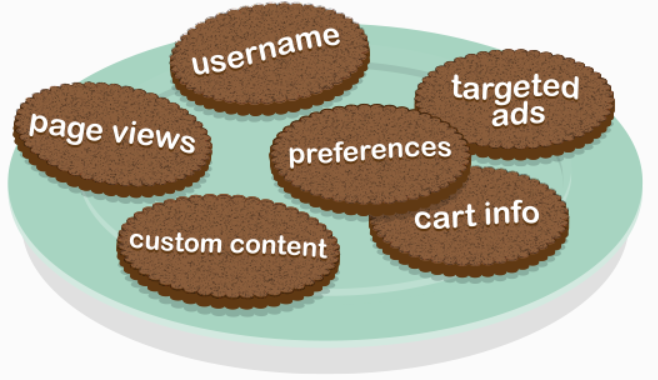 username
targeted
ads
page views
preferences
cart info
custom content